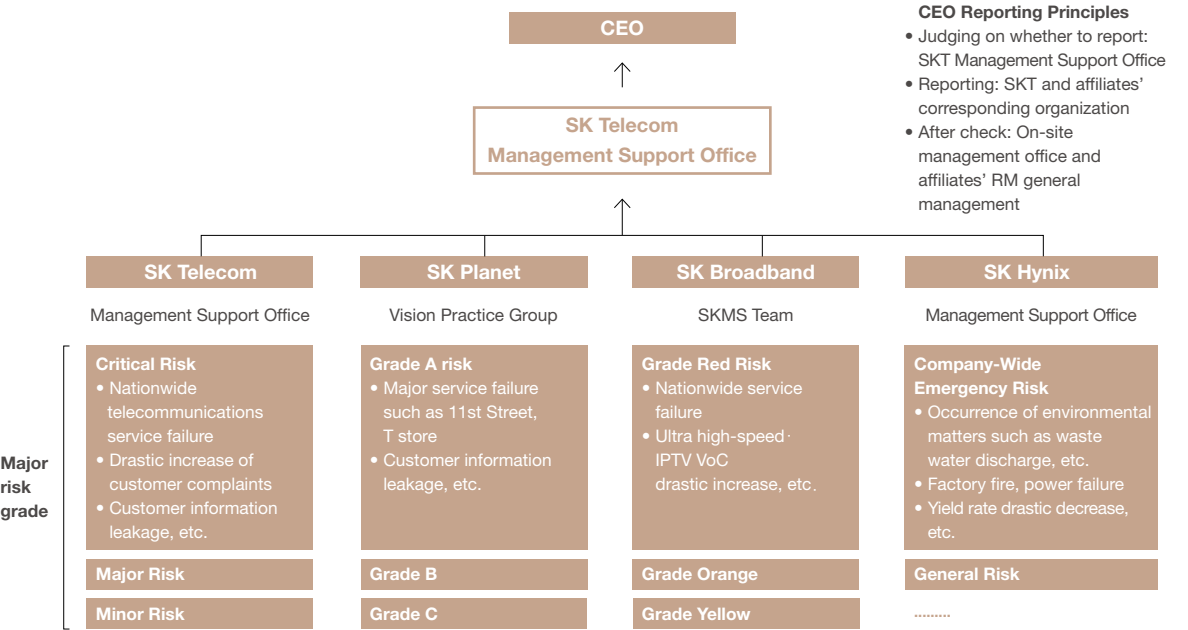 CEO
CEO Reporting Principles
• Judging on whether to report:
SKT Management Support Office
• Reporting: SKT and affiliates'
corresponding organization
• After check: On-site
management office and
affiliates' RM general
management
SK Telecom
Management Support Office
SK Telecom
Management Support Office
Critical Risk
• Nationwide
telecommunications
service failure
• Drastic increase of
customer complaints
• Customer information
leakage, etc.
Major Risk
Minor Risk
SK Planet
Vision Practice Group
Grade A risk
• Major service failure
such as 11st Street,
T store
• Customer information
leakage, etc.
Grade B
Grade C
SK Broadband
SKMS Team
Grade Red Risk
• Nationwide service
failure
• Ultra high-speed·
IPTV VoC
drastic increase, etc.
Grade Orange
Grade Yellow
SK Hynix
Management Support Office
Company-Wide
Emergency Risk
• Occurrence of environmental
matters such as waste
water discharge, etc.
• Factory fire, power failure
• Yield rate drastic decrease,
etc.
General Risk
.........
Major
risk
grade